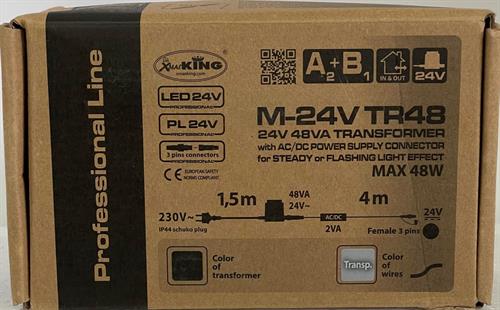 Professional Line
XmasKING
xmasking.com
LED 24V
PROFESSIONAL
PL 24V
PROFESSIONAL
3 pins connectors
CE EUROPEAN SAFETY
NORMS COMPLIANT
A2+B1
IN & OUT
24V
M-24V TR48
24V 48VA TRANSFORMER
with AC/DC POWER SUPPLY CONNECTOR
for STEADY or FLASHING LIGHT EFFECT
MAX 48W
1,5m
48VA
24V~
4m
230V~
IP44 schuko plug
AC/DC
2VA
24V
Female 3 pins
Color
of
transformer
Transp.
Color
of
wires